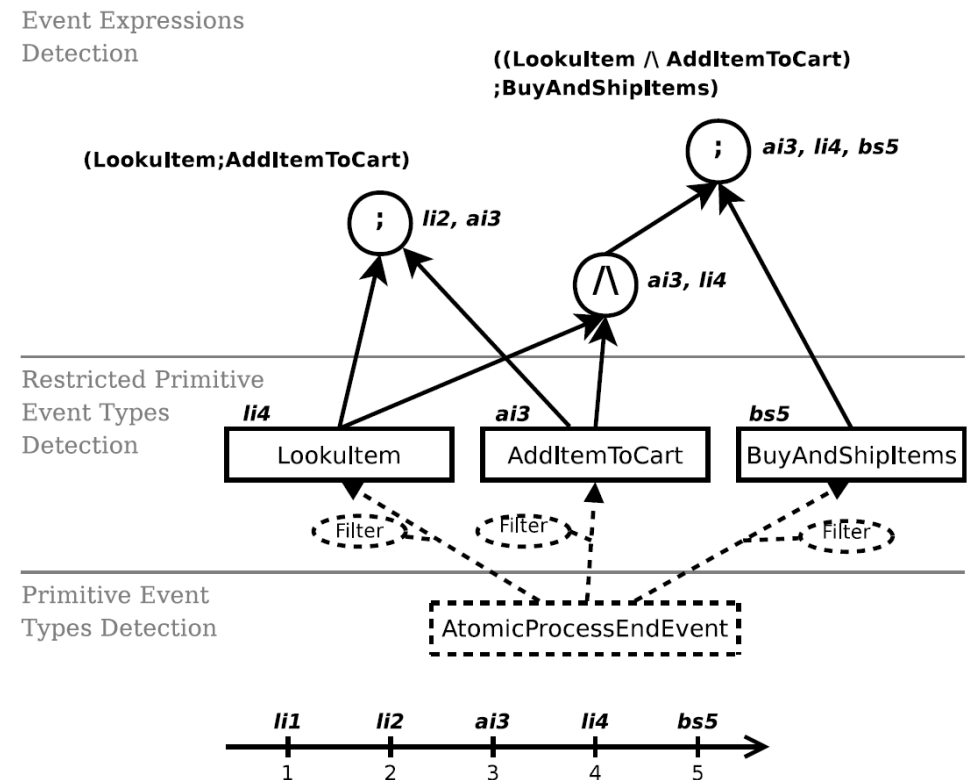 Event Expressions
Detection
((LookuItem /\ AddItemToCart)
;BuyAndShipItems)
; ai3, li4, bs5
(LookuItem;AddItemToCart)
; li2, ai3
/\ ai3, li4
Restricted Primitive
Event Types
Detection
li4 ai3 bs5
LookuItem AddItemToCart BuyAndShipItems
Filter Filter Filter
Primitive Event
Types Detection
AtomicProcessEndEvent
li1 li2 ai3 li4 bs5
1 2 3 4 5